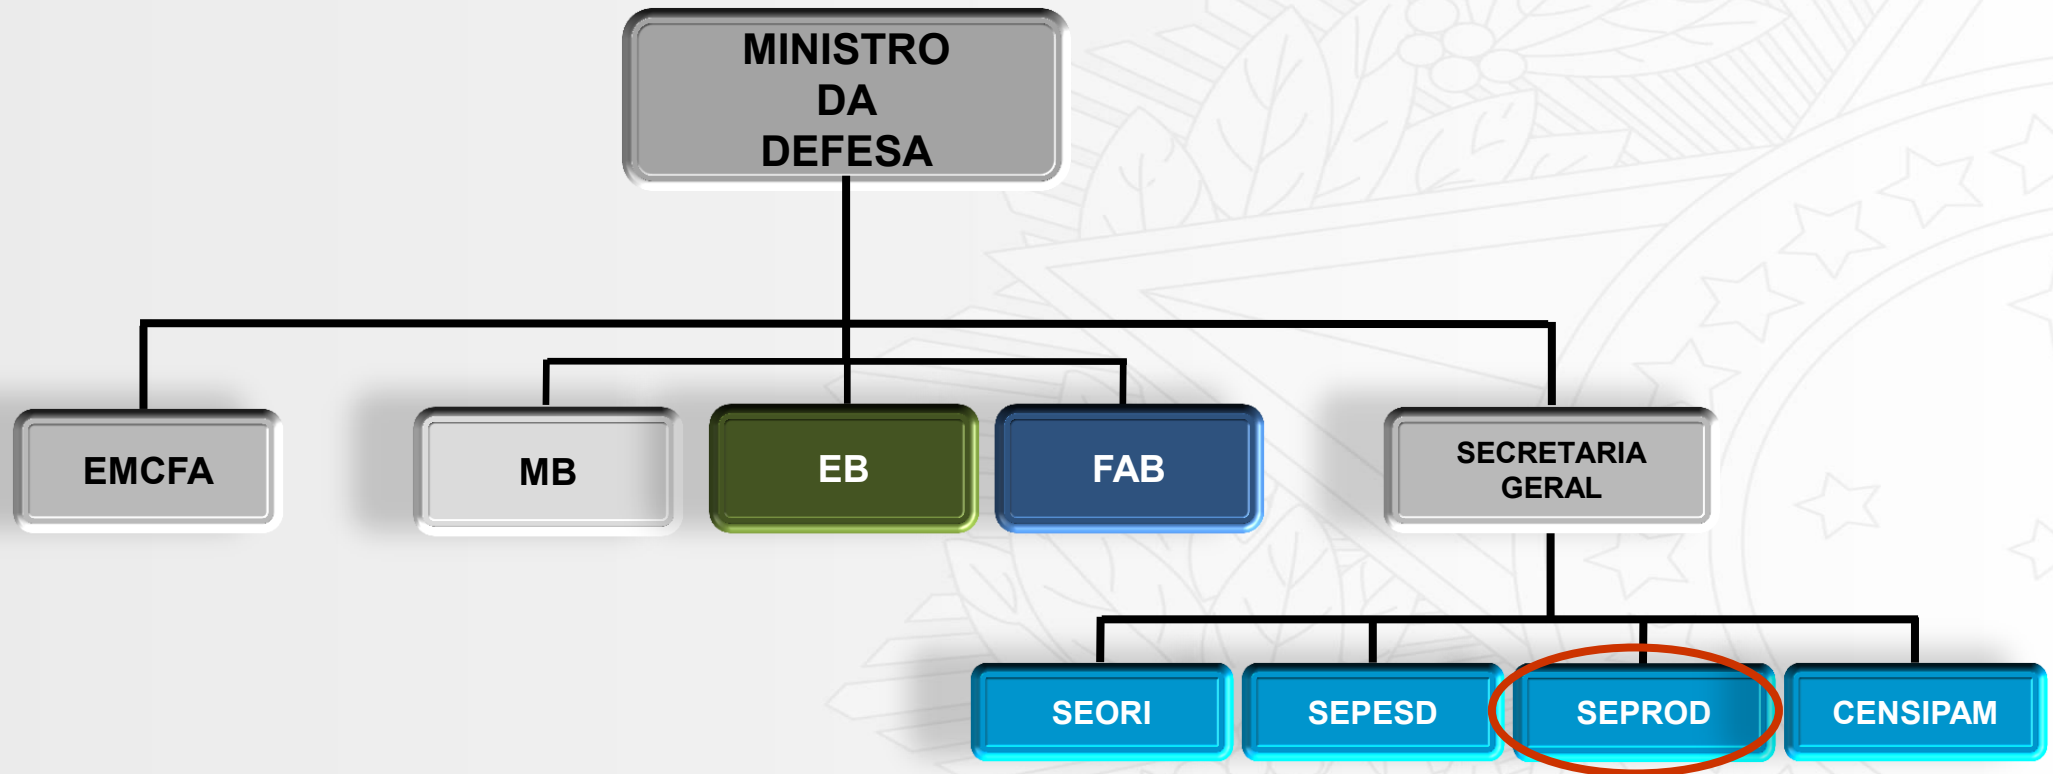 MINISTRO
DA
DEFESA
EMCFA
MB
EB
FAB
SECRETARIA
GERAL
SEORI
SEPESD
SEPROD
CENSIPAM